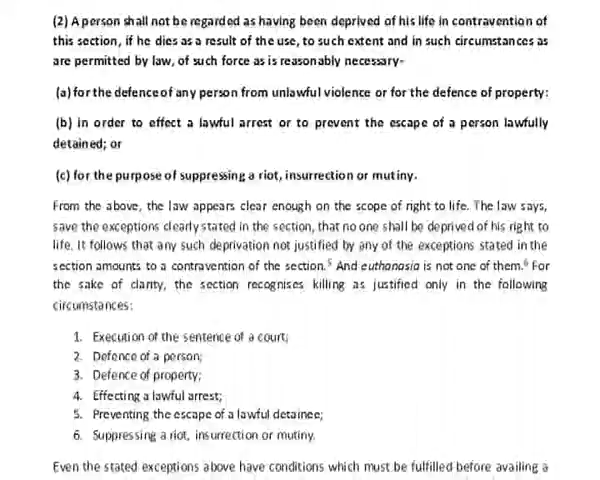 (2) A person shall not be regarded as having been deprived of his life in contravention of
this section, if he dies as a result of the use, to such extent and in such circumstances as
are permitted by law, of such force as is reasonably necessary-
(a) for the defence of any person from unlawful violence or for the defence of property:
(b) in order to effect a lawful arrest or to prevent the escape of a person lawfully
detained; or
(c) for the purpose of suppressing a riot, insurrection or mutiny.
From the above, the law appears clear enough on the scope of right to life. The law says,
save the exceptions clearly stated in the section, that no one shall be deprived of his right to
life. It follows that any such deprivation not justified by any of the exceptions stated in the
section amounts to a contravention of the section.5 And euthanasia is not one of them.6 For
the sake of clarity, the section recognises killing as justified only in the following
circumstances:
1. Execution of the sentence of a court;
2. Defence of a person;
3. Defence of property;
4. Effecting a lawful arrest;
5. Preventing the escape of a lawful detainee;
6. Suppressing a riot, insurrection or mutiny.
Even the stated exceptions above have conditions which must be fulfilled before availing a